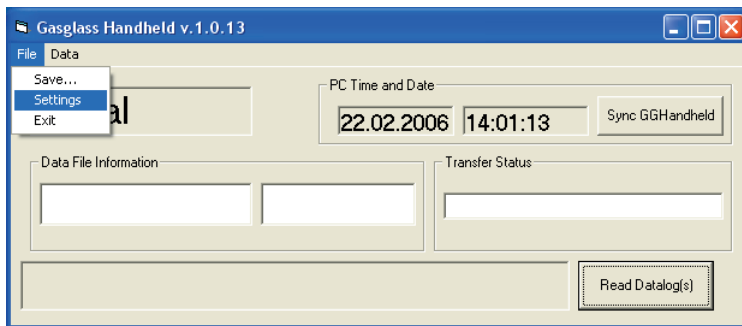 Gasglass Handheld v.1.0.13
File Data
Save...
Settings
Exit
al
PC Time and Date
22.02.2006 14:01:13
Sync GGHandheld
Data File Information
Transfer Status
Read Datalog(s)